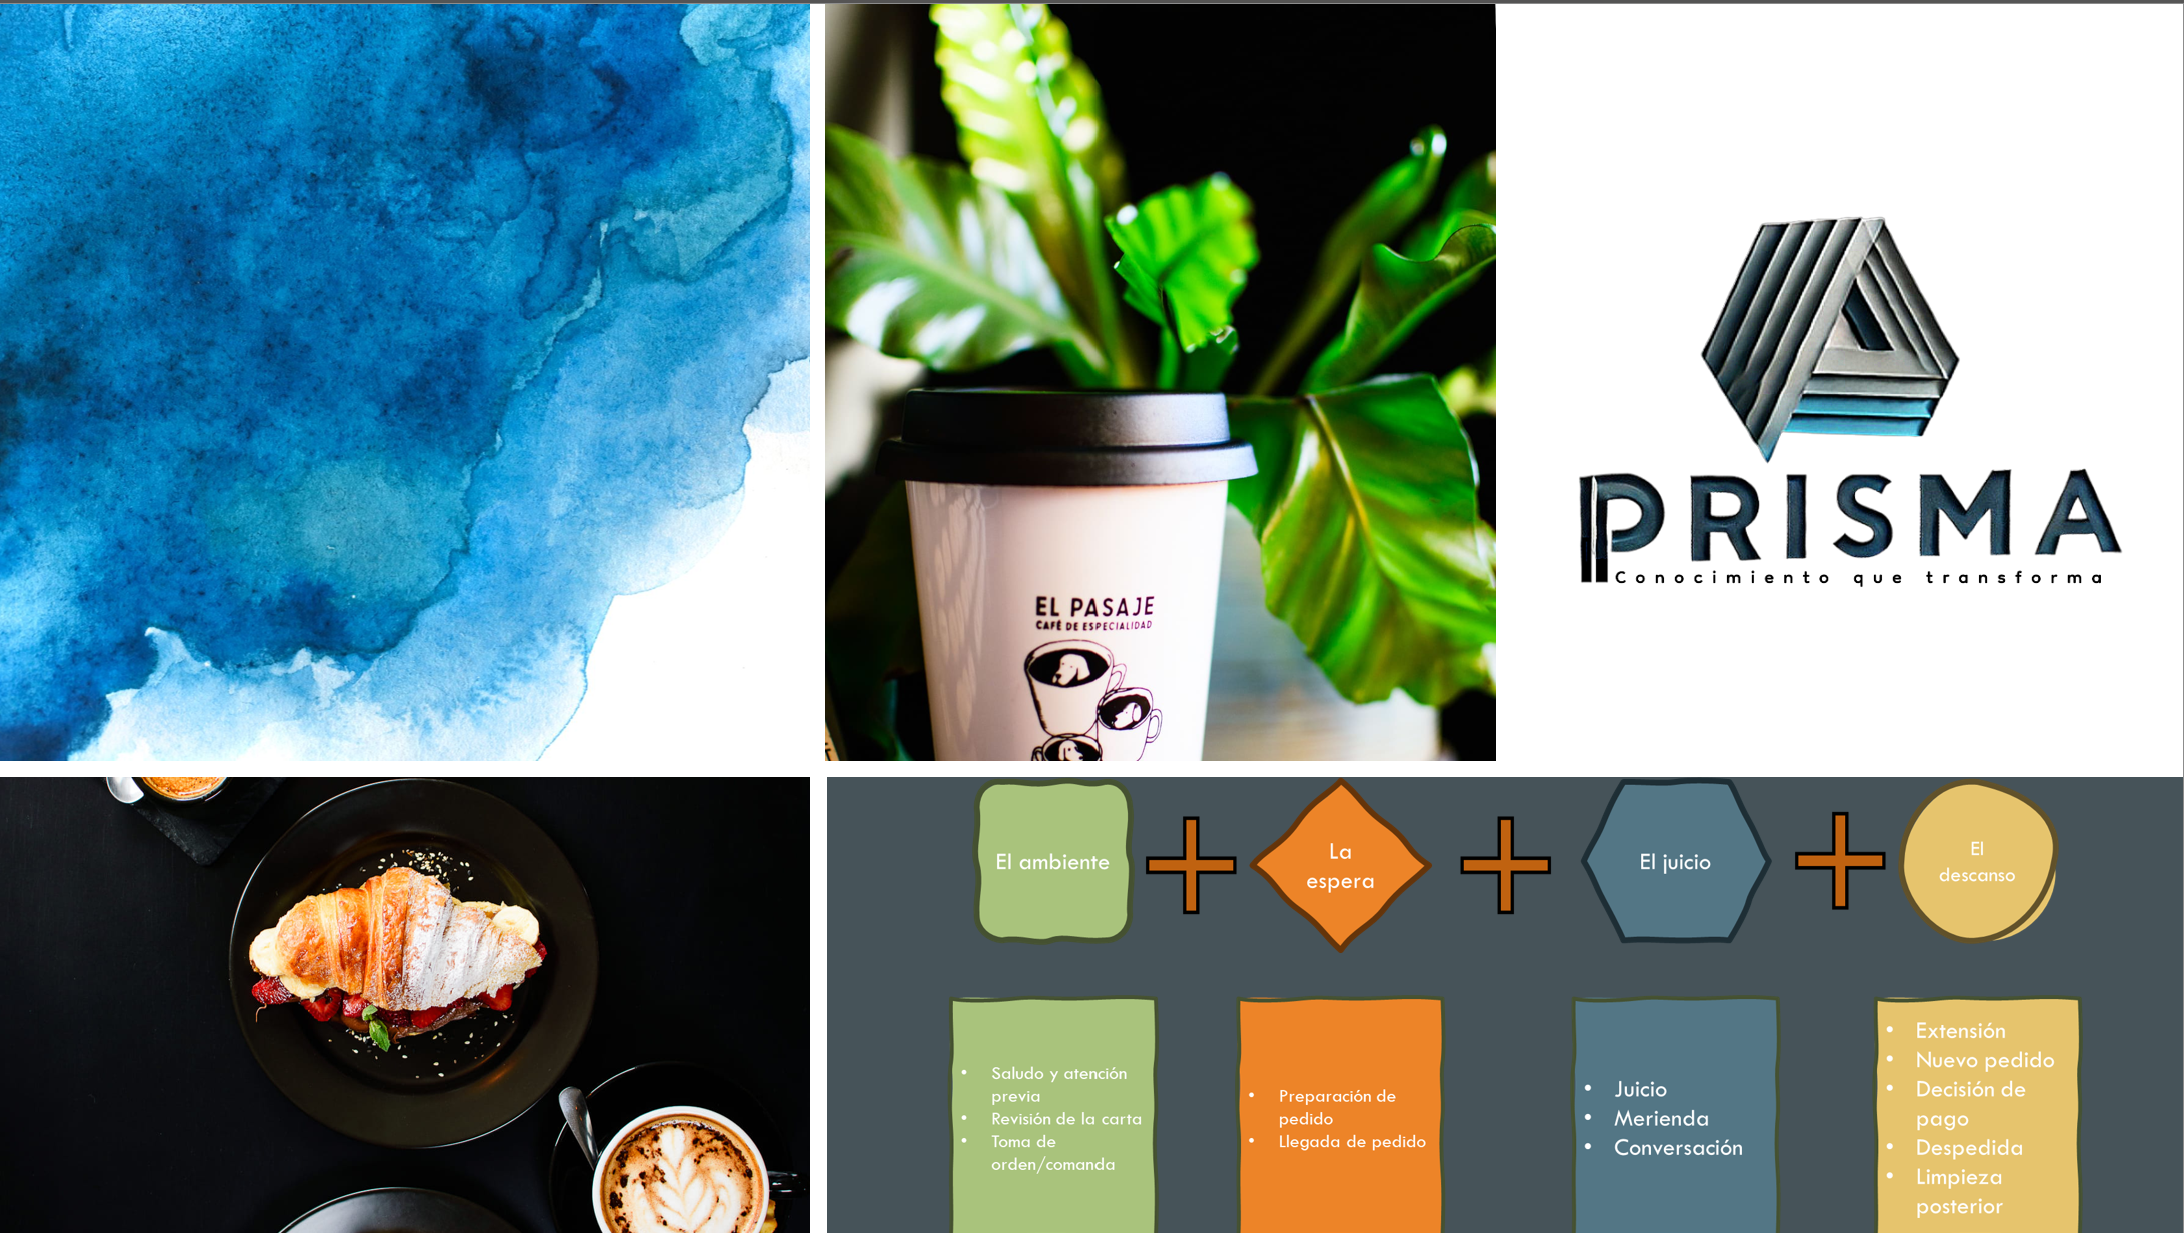 EL PASAJE
CAFÉ DE ESPECIALIDAD
PRISMA
Conocimiento que transforma
El ambiente
La
espera
El juicio
El
descanso
• Saludo y atención
previa
• Revisión de la carta
• Toma de
orden/comanda
• Preparación de
pedido
• Llegada de pedido
• Juicio
• Merienda
• Conversación
• Extensión
• Nuevo pedido
• Decisión de
pago
• Despedida
• Limpieza
posterior